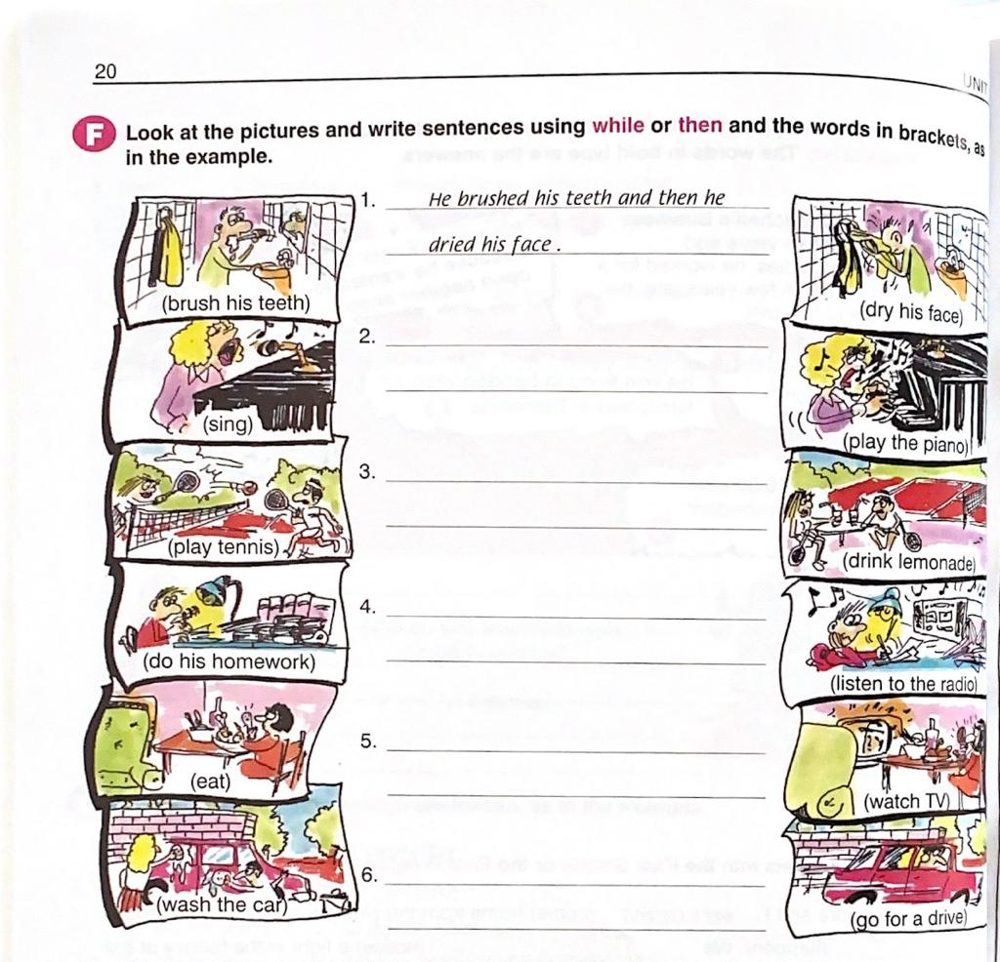 20
UNIT
F Look at the pictures and write sentences using while or then and the words in brackets, as
in the example.
1. He brushed his teeth and then he
dried his face .
(brush his teeth)
(dry his face)
2.
(sing)
(play the piano)
3.
(play tennis)
(drink lemonade)
4.
(do his homework)
(listen to the radio)
5.
(eat)
(watch TV)
6.
(wash the car)
(go for a drive)